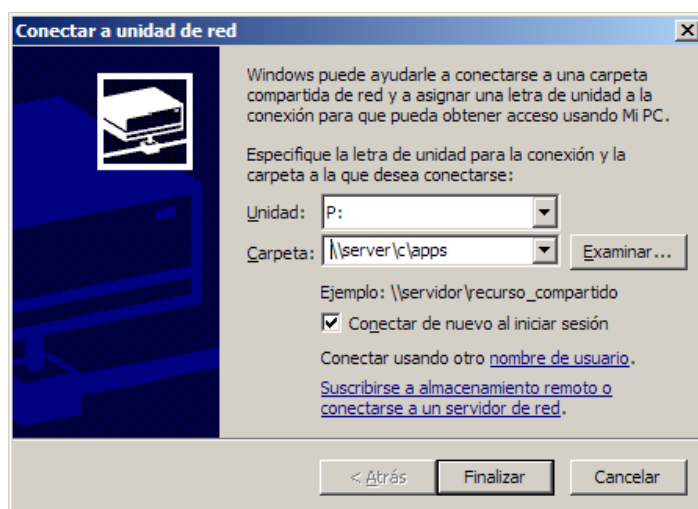 Conectar a unidad de red
Windows puede ayudarle a conectarse a una carpeta
compartida de red y a asignar una letra de unidad a la
conexión para que pueda obtener acceso usando Mi PC.
Especifique la letra de unidad para la conexión y la
carpeta a la que desea conectarse:
Unidad: P:
Carpeta: \\server\c\apps Examinar...
Ejemplo: \\servidor\recurso_compartido
Conectar de nuevo al iniciar sesión
Conectar usando otro nombre de usuario.
Suscribirse a almacenamiento remoto o
conectarse a un servidor de red.
< Atrás Finalizar Cancelar